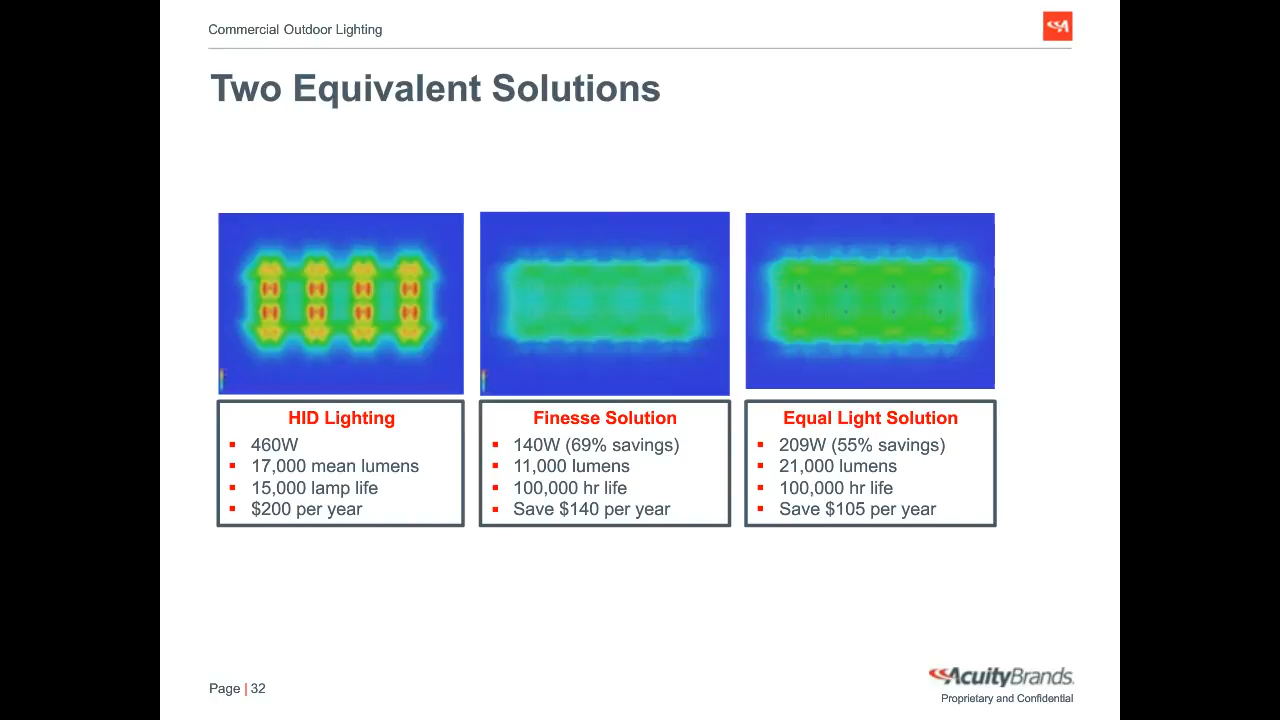 Commercial Outdoor Lighting
Two Equivalent Solutions
HID Lighting
▪ 460W
▪ 17,000 mean lumens
▪ 15,000 lamp life
▪ $200 per year
Finesse Solution
▪ 140W (69% savings)
▪ 11,000 lumens
▪ 100,000 hr life
▪ Save $140 per year
Equal Light Solution
▪ 209W (55% savings)
▪ 21,000 lumens
▪ 100,000 hr life
▪ Save $105 per year
Page | 32
AcuityBrands.
Proprietary and Confidential